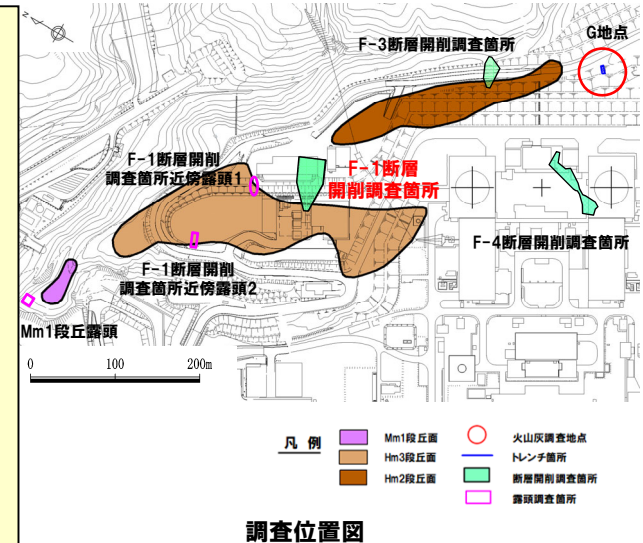 G地点
F-3断層開削調査箇所
F-1断層開削
調査箇所近傍露頭1
F-1断層
開削調査箇所
F-4断層開削調査箇所
F-1断層開削
調査箇所近傍露頭2
Mm1段丘露頭
0 100 200m
凡 例
Mm1段丘面
火山灰調査地点
Hm3段丘面
トレンチ箇所
Hm2段丘面
断層開削調査箇所
露頭調査箇所
調査位置図